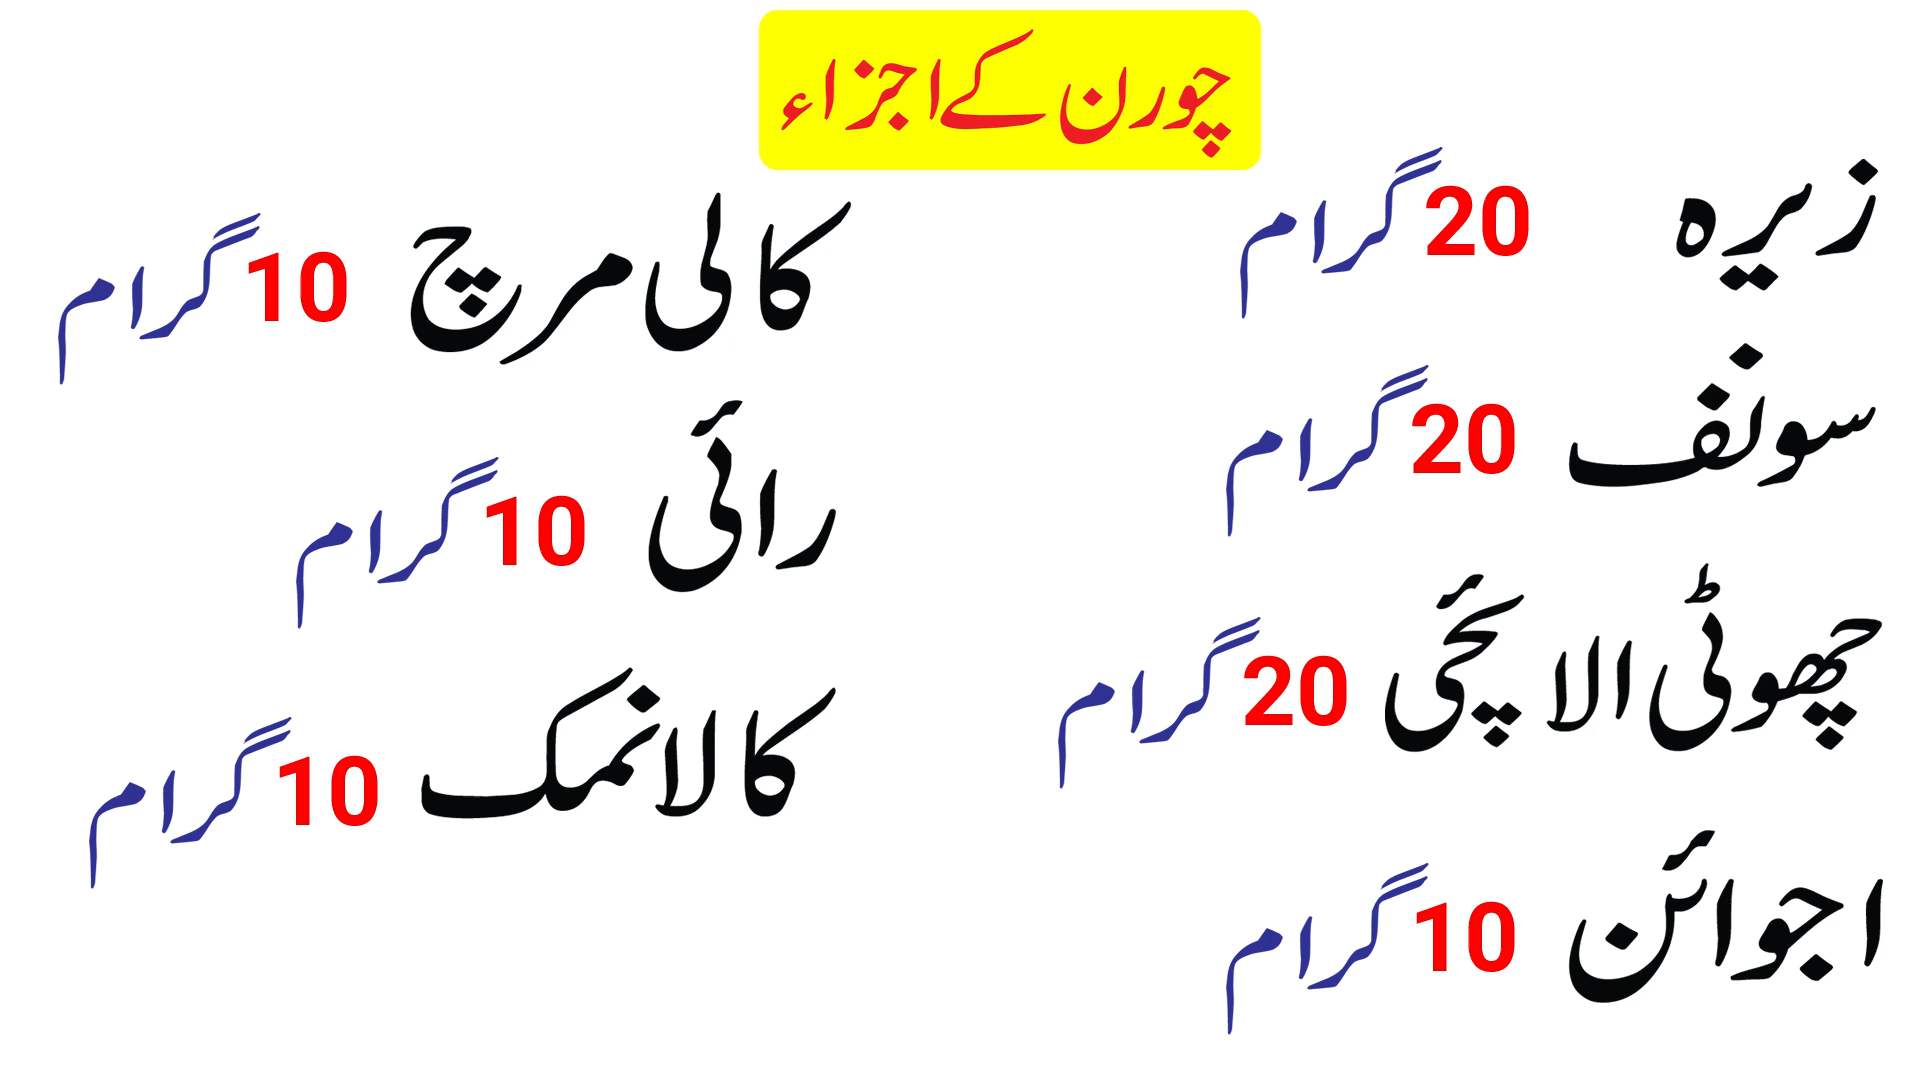 چورن کے اجزاء
زیرہ 20 گرام
سونف 20 گرام
چھوٹی الائچی 20 گرام
اجوائن 10 گرام
کالی مرچ 10 گرام
رائی 10 گرام
کالا نمک 10 گرام